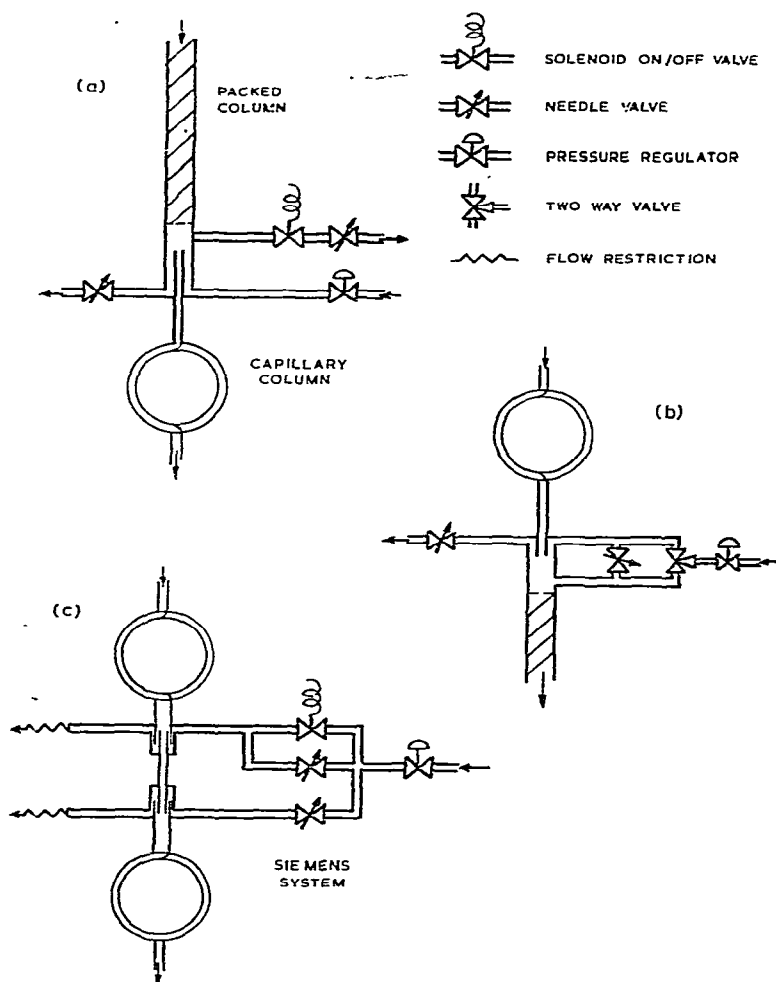 (a)
PACKED
COLUMN
CAPILLARY
COLUMN
SOLENOID ON/OFF VALVE
NEEDLE VALVE
PRESSURE REGULATOR
TWO WAY VALVE
FLOW RESTRICTION
(b)
(c)
SIEMENS
SYSTEM